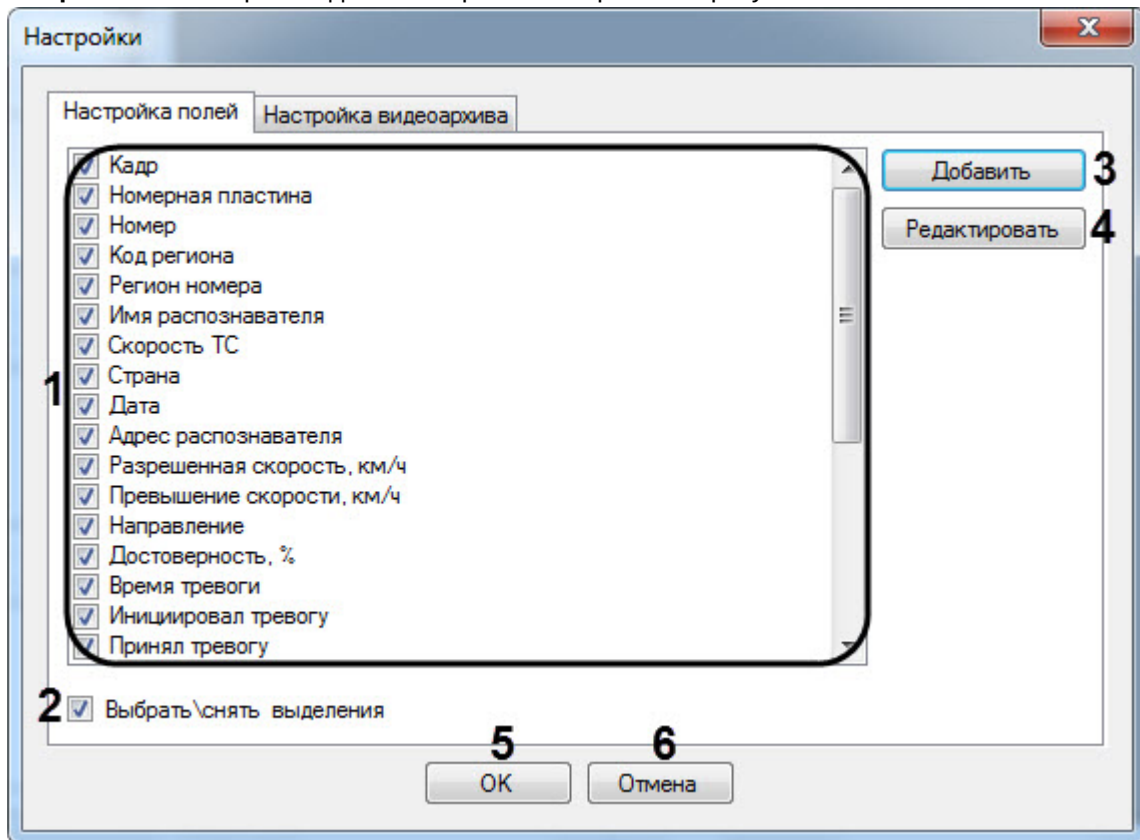 Настройки
Настройка полей Настройка видеоархива
Кадр
Добавить 3
Номерная пластина
Номер
Редактировать 4
Код региона
Регион номера
Имя распознавателя
Скорость ТС
1 Страна
Дата
Адрес распознавателя
Разрешенная скорость, км/ч
Превышение скорости, км/ч
Направление
Достоверность, %
Время тревоги
Инициировал тревогу
Принял тревогу
2 Выбрать\снять выделения
5 6
OK Отмена